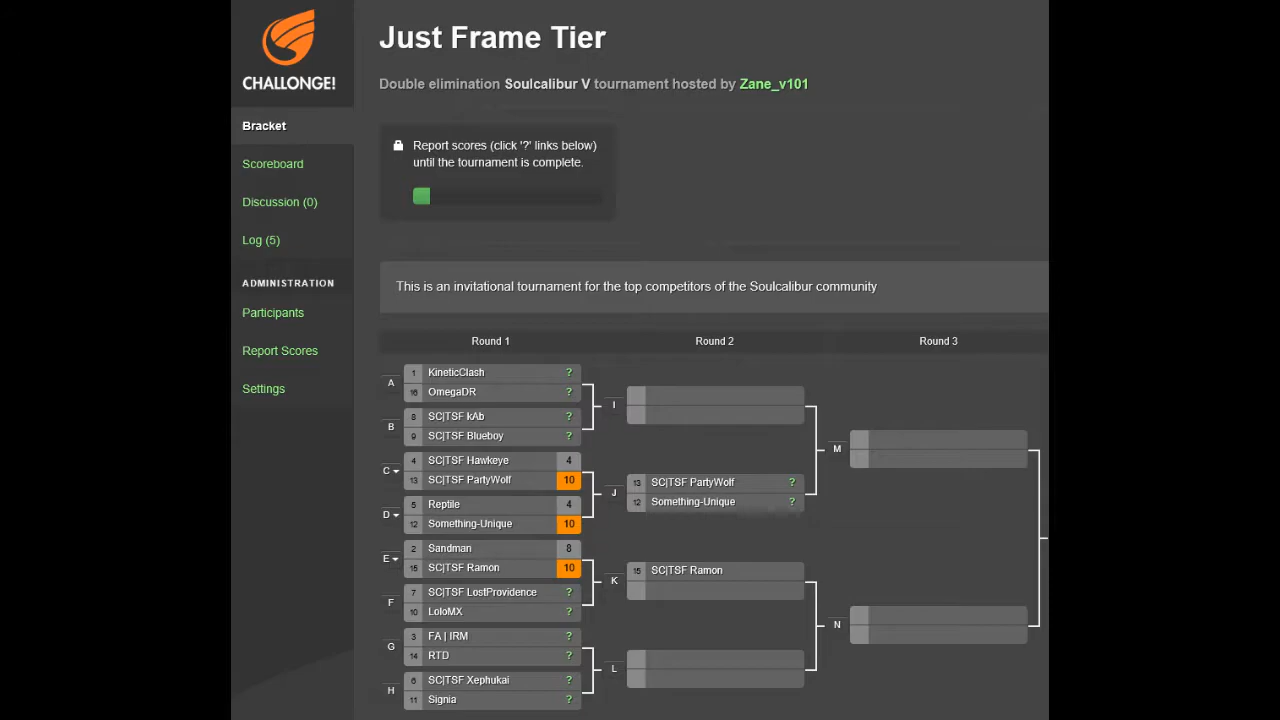 CHALLONGE!
Just Frame Tier
Double elimination Soulcalibur V tournament hosted by Zane_v101
Bracket
Scoreboard
Discussion (0)
Log (5)
ADMINISTRATION
Participants
Report Scores
Settings
Report scores (click '?' links below)
until the tournament is complete.
This is an invitational tournament for the top competitors of the Soulcalibur community
Round 1 Round 2 Round 3
A
1 KineticClash ?
16 OmegaDR ?
B
8 SC|TSF kAb ?
9 SC|TSF Blueboy ?
C
4 SC|TSF Hawkeye 4
13 SC|TSF PartyWolf 10
D
5 Reptile 4
12 Something-Unique 10
E
2 Sandman 8
15 SC|TSF Ramon 10
F
7 SC|TSF LostProvidence ?
10 LoloMX ?
G
3 FA | IRM ?
14 RTD ?
H
6 SC|TSF Xephukai ?
11 Signia ?
I
J
13 SC|TSF PartyWolf ?
12 Something-Unique ?
K
15 SC|TSF Ramon
L
M
N